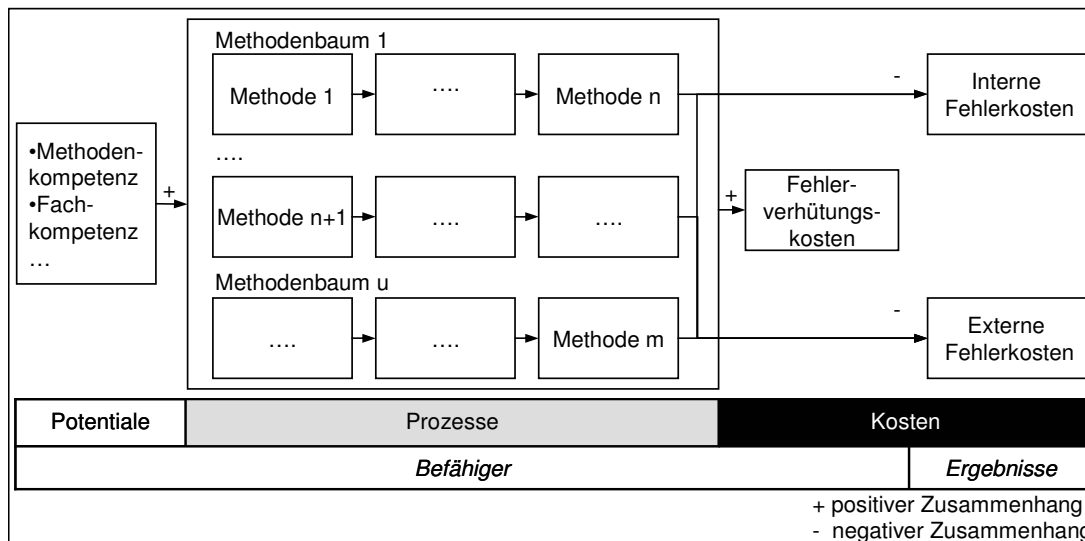 Methodenbaum 1
Methode 1
....
Methode n
-
Interne
Fehlerkosten
•Methoden-
kompetenz
•Fach-
kompetenz
...
+
....
Methode n+1
....
....
+
Fehler-
verhütungs-
kosten
Methodenbaum u
....
....
Methode m
-
Externe
Fehlerkosten
Potentiale
Prozesse
Kosten
Befähiger
Ergebnisse
+ positiver Zusammenhang
- negativer Zusammenhang